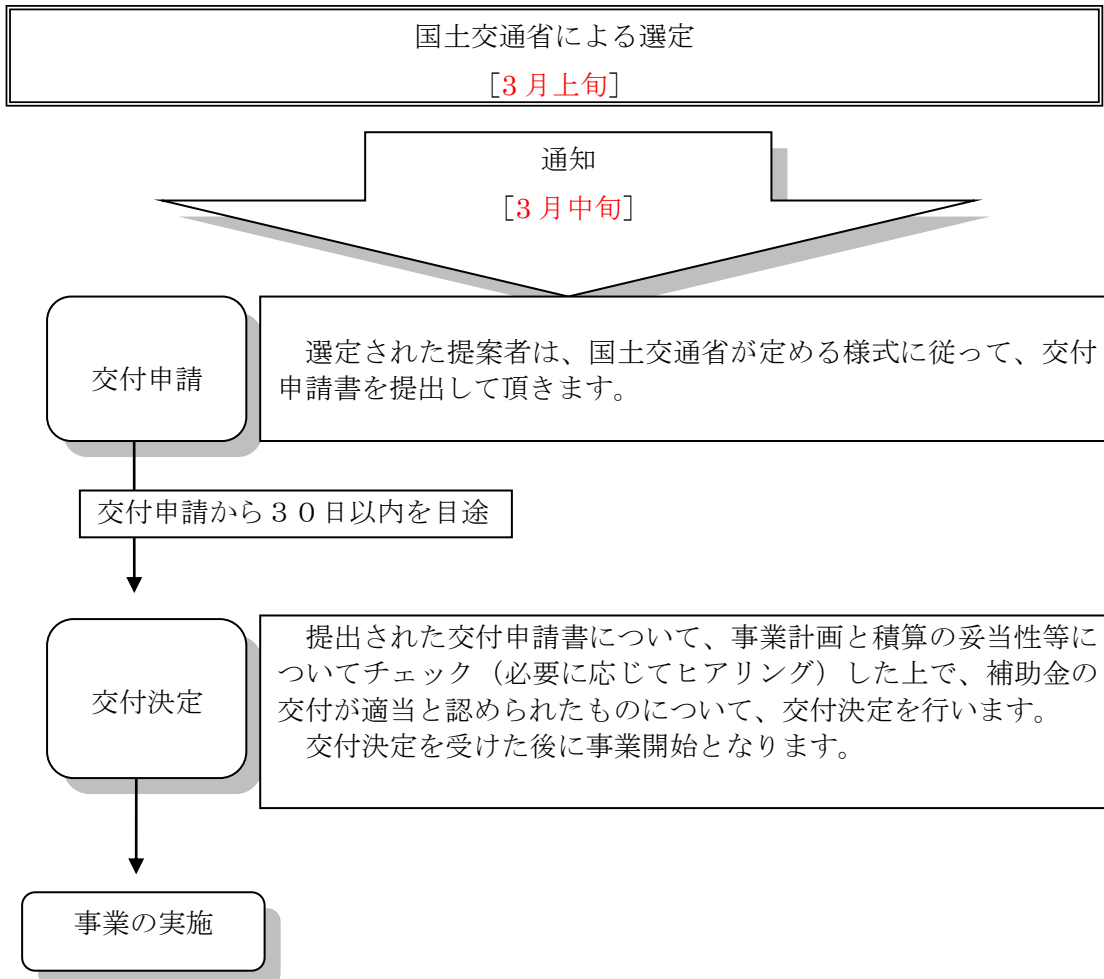 国土交通省による選定
［3 月上旬］
通知
［3 月中旬］
交付申請
選定された提案者は、国土交通省が定める様式に従って、交付
申請書を提出して頂きます。
交付申請から３０日以内を目途
交付決定
提出された交付申請書について、事業計画と積算の妥当性等に
ついてチェック（必要に応じてヒアリング）した上で、補助金の
交付が適当と認められたものについて、交付決定を行います。
交付決定を受けた後に事業開始となります。
事業の実施